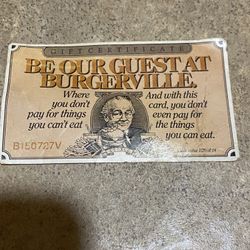 GIFT CERTIFICATE
BE OUR GUEST AT
BURGERVILLE.
Where
you don't
pay for things
you can't eat
And with this
card, you don't
even pay for
the things
you can eat.
B150727V